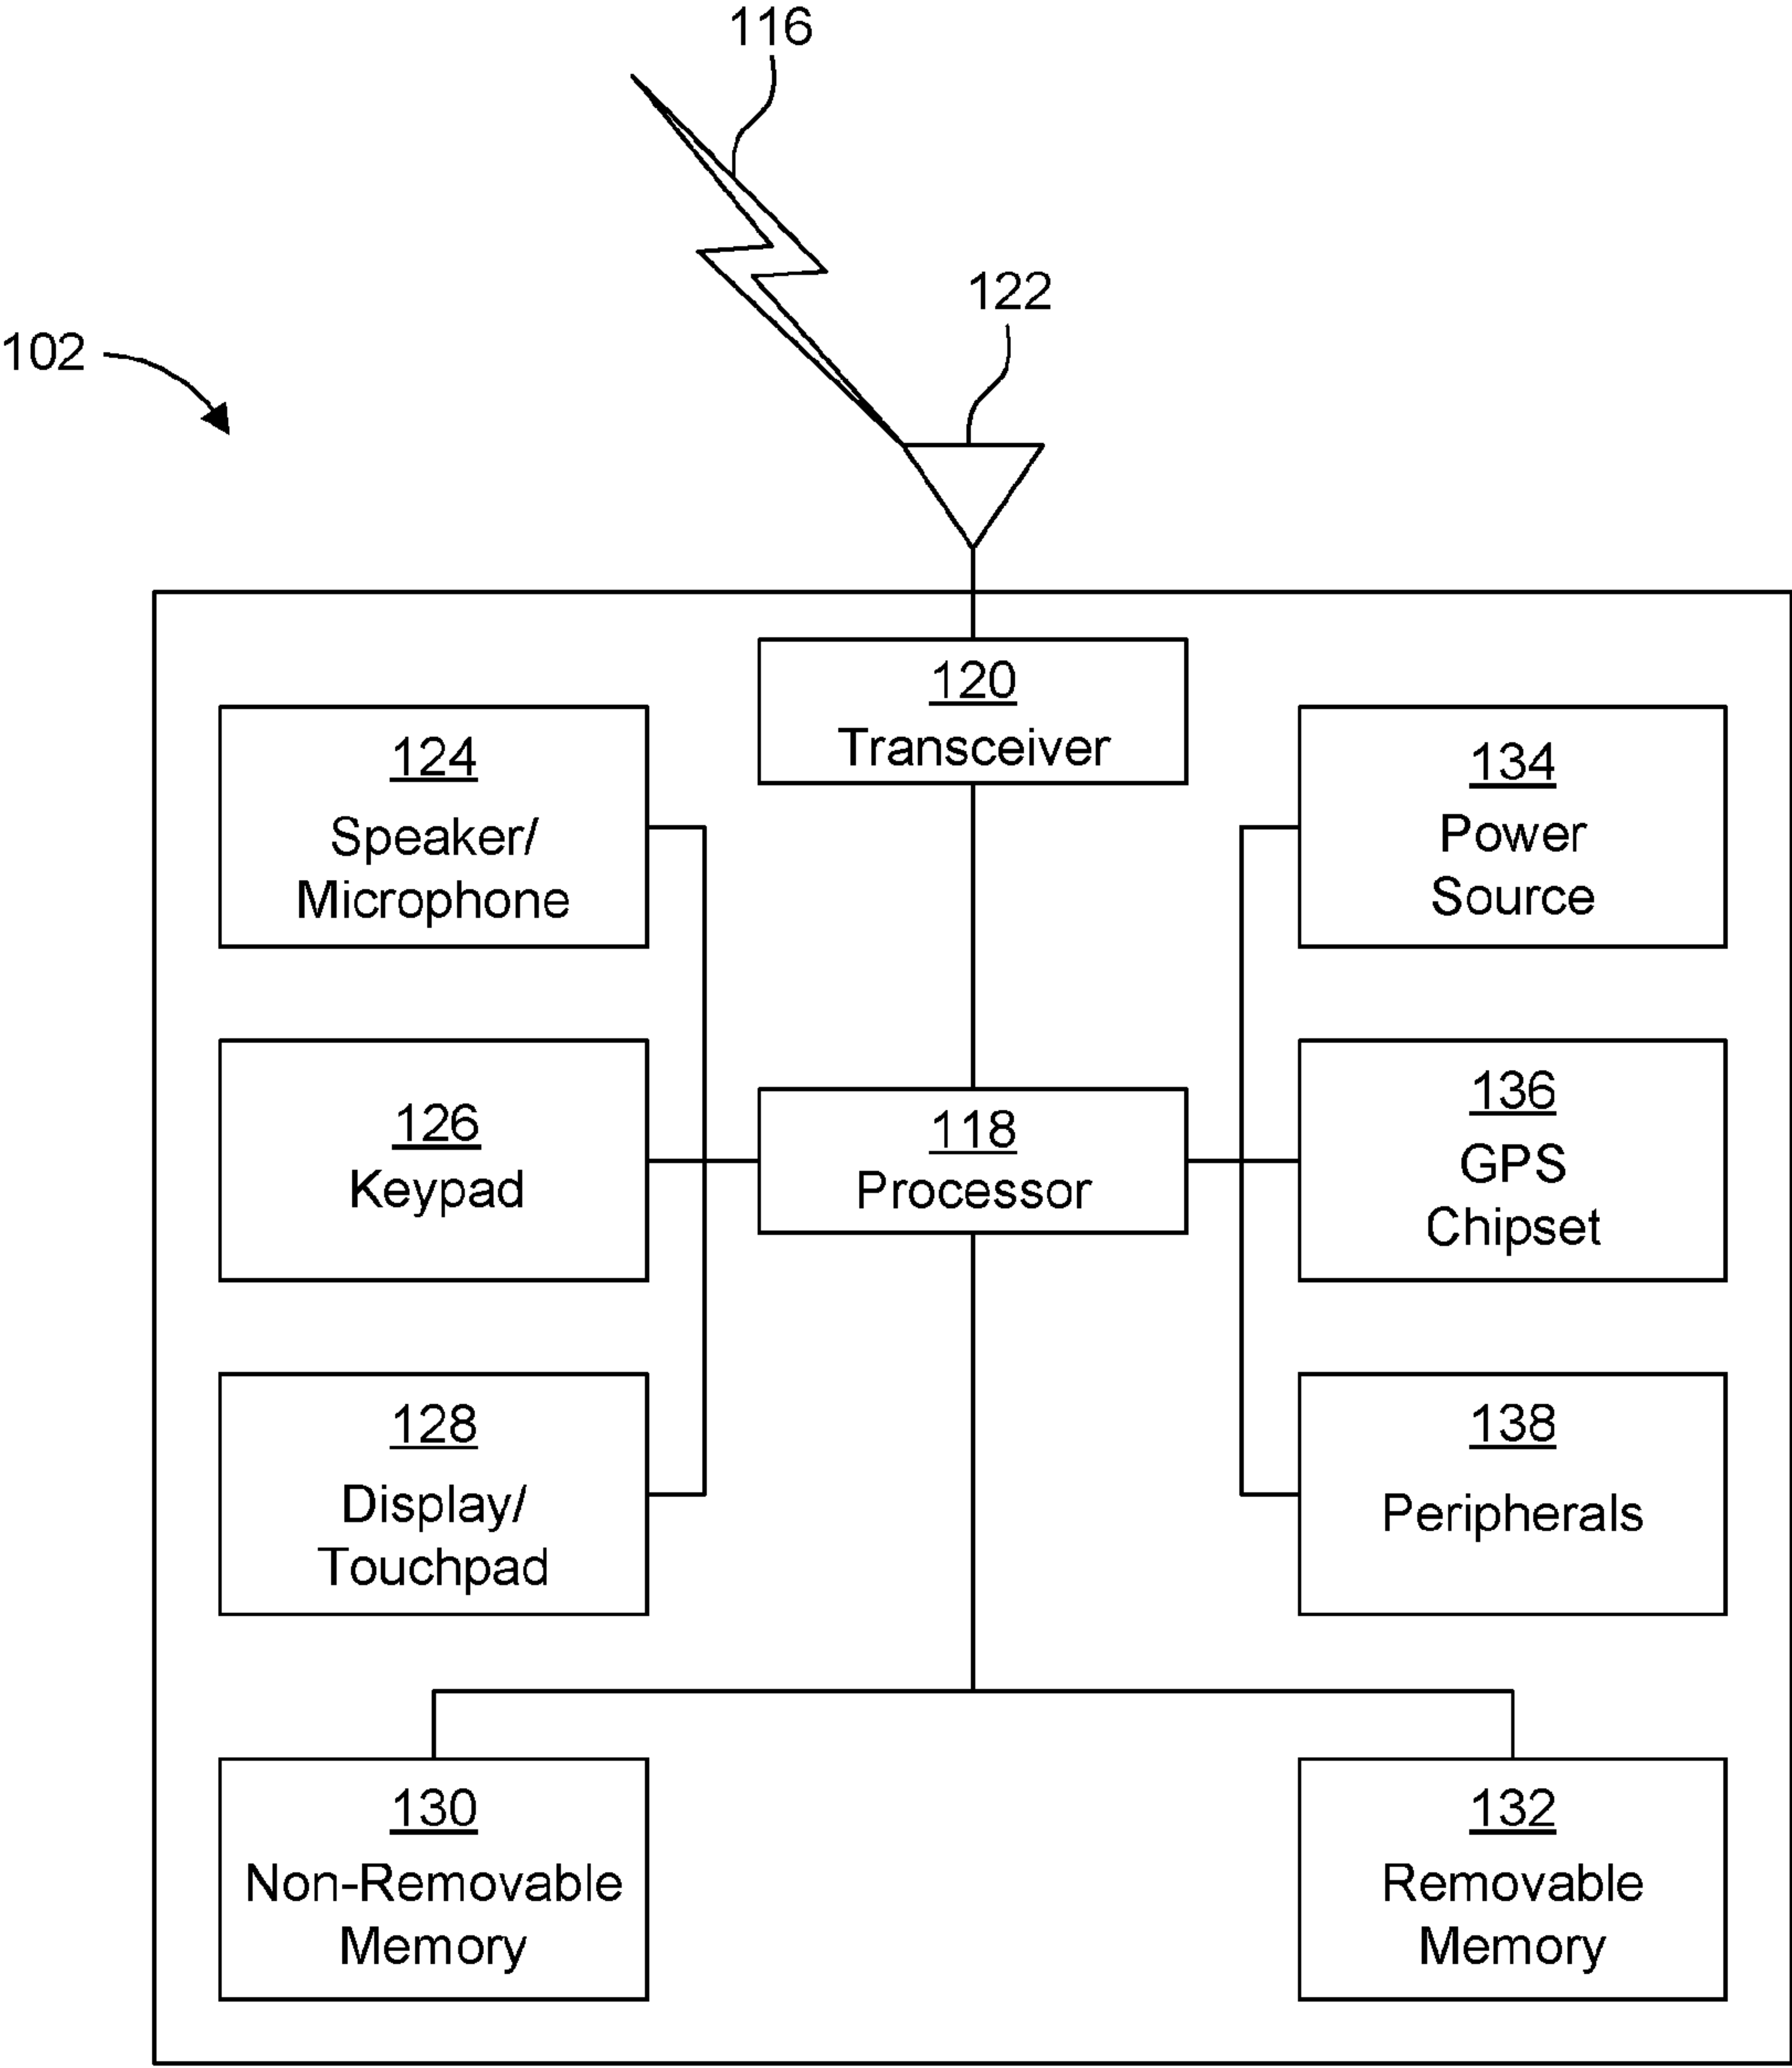 116
122
102
120
Transceiver
124
Speaker/
Microphone
134
Power
Source
126
Keypad
118
Processor
136
GPS
Chipset
128
Display/
Touchpad
138
Peripherals
130
Non-Removable
Memory
132
Removable
Memory